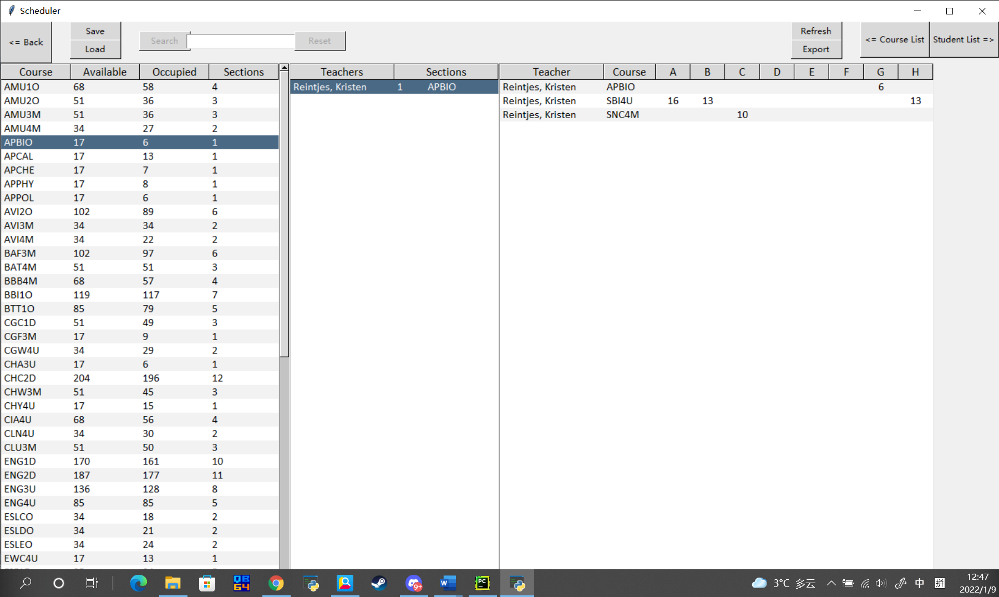 Scheduler
<= Back
Save
Load
Search
Reset
Refresh
Export
<= Course List
Student List =>
Course Available Occupied Sections
AMU1O 68 58 4
AMU2O 51 36 3
AMU3M 51 36 3
AMU4M 34 27 2
APBIO 17 6 1
APCAL 17 13 1
APCHE 17 7 1
APPHY 17 8 1
APPOL 17 6 1
AVI2O 102 89 6
AVI3M 34 34 2
AVI4M 34 22 2
BAF3M 102 97 6
BAT4M 51 51 3
BBB4M 68 57 4
BBI1O 119 117 7
BTT1O 85 79 5
CGC1D 51 49 3
CGF3M 17 9 1
CGW4U 34 29 2
CHA3U 17 6 1
CHC2D 204 196 12
CHW3M 51 45 3
CHY4U 17 15 1
CIA4U 68 56 4
CLN4U 34 30 2
CLU3M 51 50 3
ENG1D 170 161 10
ENG2D 187 177 11
ENG3U 136 128 8
ENG4U 85 85 5
ESLCO 34 18 2
ESLDO 34 21 2
ESLEO 34 24 2
EWC4U 17 13 1
Teachers Sections
Reintjes, Kristen 1 APBIO
Teacher Course A B C D E F G H
Reintjes, Kristen APBIO 6
Reintjes, Kristen SBI4U 16 13 13
Reintjes, Kristen SNC4M 10
QB
64
9+
W
PC
3°C 多云
中
拼
12:47
2022/1/9